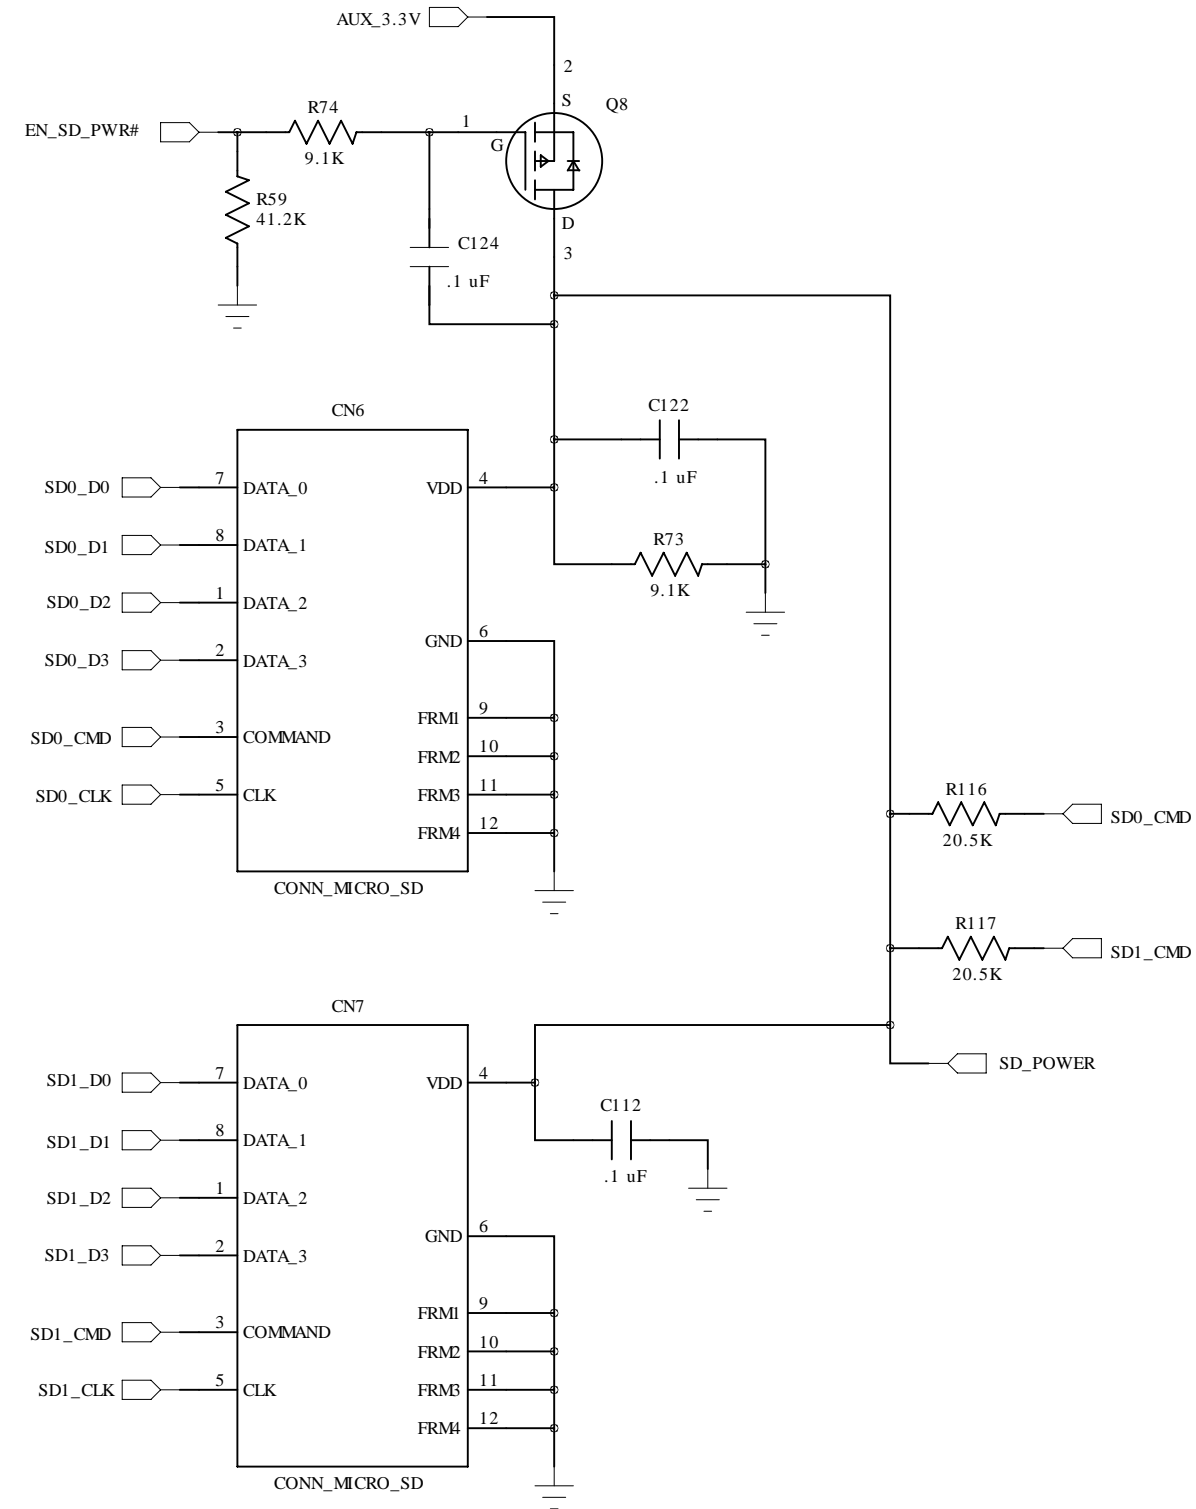 AUX_3.3V
2
S
Q8
R74
1
EN_SD_PWR#
G
9.1K
R59
41.2K
D
C124
3
.1 uF
CN6
C122
.1 uF
SD0_D0
7
DATA_0
VDD
4
SD0_D1
8
DATA_1
R73
9.1K
SD0_D2
1
DATA_2
GND
6
SD0_D3
2
DATA_3
FRM1
9
SD0_CMD
3
COMMAND
FRM2
10
SD0_CLK
5
CLK
FRM3
11
R116
FRM4
12
SD0_CMD
20.5K
CONN_MICRO_SD
R117
SD1_CMD
20.5K
CN7
SD_POWER
SD1_D0
7
DATA_0
VDD
4
C112
SD1_D1
8
DATA_1
.1 uF
SD1_D2
1
DATA_2
GND
6
SD1_D3
2
DATA_3
FRM1
9
SD1_CMD
3
COMMAND
FRM2
10
SD1_CLK
5
CLK
FRM3
11
FRM4
12
CONN_MICRO_SD